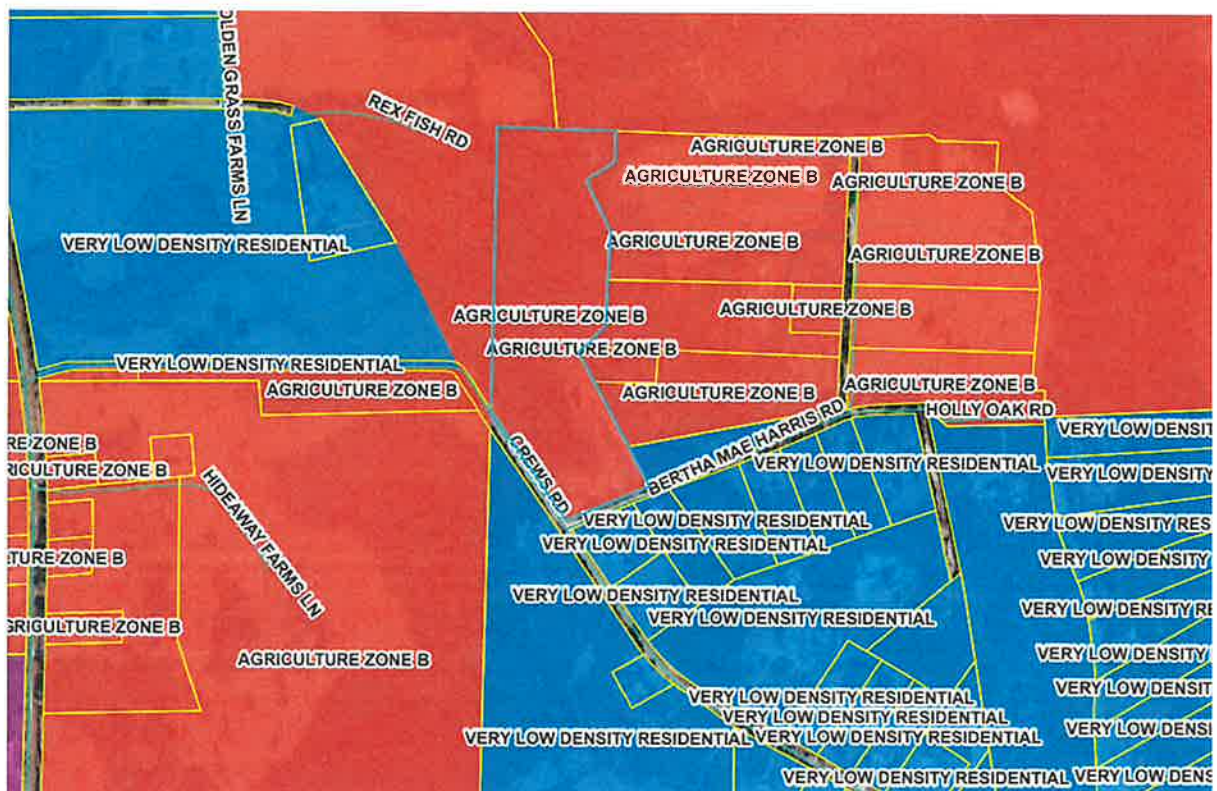 OLDEN GRASS FARMS LN
REX FISH RD
AGRICULTURE ZONE B
AGRICULTURE ZONE B
AGRICULTURE ZONE B
VERY LOW DENSITY RESIDENTIAL
AGRICULTURE ZONE B
AGRICULTURE ZONE B
AGRICULTURE ZONE B
AGRICULTURE ZONE B
AGRICULTURE ZONE B
VERY LOW DENSITY RESIDENTIAL
AGRICULTURE ZONE B
AGRICULTURE ZONE B
AGRICULTURE ZONE B
HOLLY OAK RD
BERTHA MAE HARRIS RD
VERY LOW DENSIT
RE ZONE B
CREWS RD
VERY LOW DENSITY RESIDENTIAL
RICULTURE ZONE B
VERY LOW DENSITY
HIDEAWAY FARMS LN
VERY LOW DENSITY RESIDENTIAL
VERY LOW DENSITY RES
VERY LOW DENSITY RESIDENTIAL
TURE ZONE B
VERY LOW DENSITY
VERY LOW DENSITY RESIDENTIAL
VERY LOW DENSITY RE
VERY LOW DENSITY RESIDENTIAL
GRICULTURE ZONE B
VERY LOW DENSITY
AGRICULTURE ZONE B
VERY LOW DENSIT
VERY LOW DENSITY RESIDENTIAL
VERY LOW DENSITY RESIDENTIAL
VERY LOW DENSI
VERY LOW DENSITY RESIDENTIAL
VERY LOW DENSITY RESIDENTIAL
VERY LOW DENSITY RESIDENTIAL
VERY LOW DENS